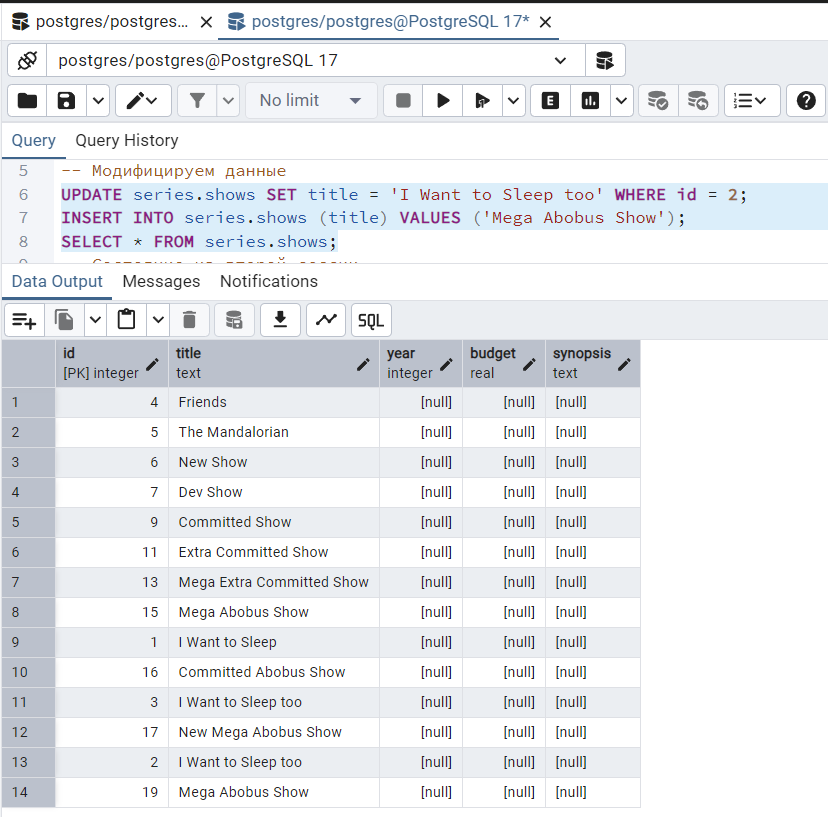 postgres/postgres... postgres/postgres@PostgreSQL 17*
postgres/postgres@PostgreSQL 17
No limit E
Query Query History
5 -- Модифицируем данные
6 UPDATE series.shows SET title = 'I Want to Sleep too' WHERE id = 2;
7 INSERT INTO series.shows (title) VALUES ('Mega Abobus Show');
8 SELECT * FROM series.shows;
Data Output Messages Notifications
SQL
id title year budget synopsis
[PK] integer text integer real text
1 4 Friends [null] [null] [null]
2 5 The Mandalorian [null] [null] [null]
3 6 New Show [null] [null] [null]
4 7 Dev Show [null] [null] [null]
5 9 Committed Show [null] [null] [null]
6 11 Extra Committed Show [null] [null] [null]
7 13 Mega Extra Committed Show [null] [null] [null]
8 15 Mega Abobus Show [null] [null] [null]
9 1 I Want to Sleep [null] [null] [null]
10 16 Committed Abobus Show [null] [null] [null]
11 3 I Want to Sleep too [null] [null] [null]
12 17 New Mega Abobus Show [null] [null] [null]
13 2 I Want to Sleep too [null] [null] [null]
14 19 Mega Abobus Show [null] [null] [null]